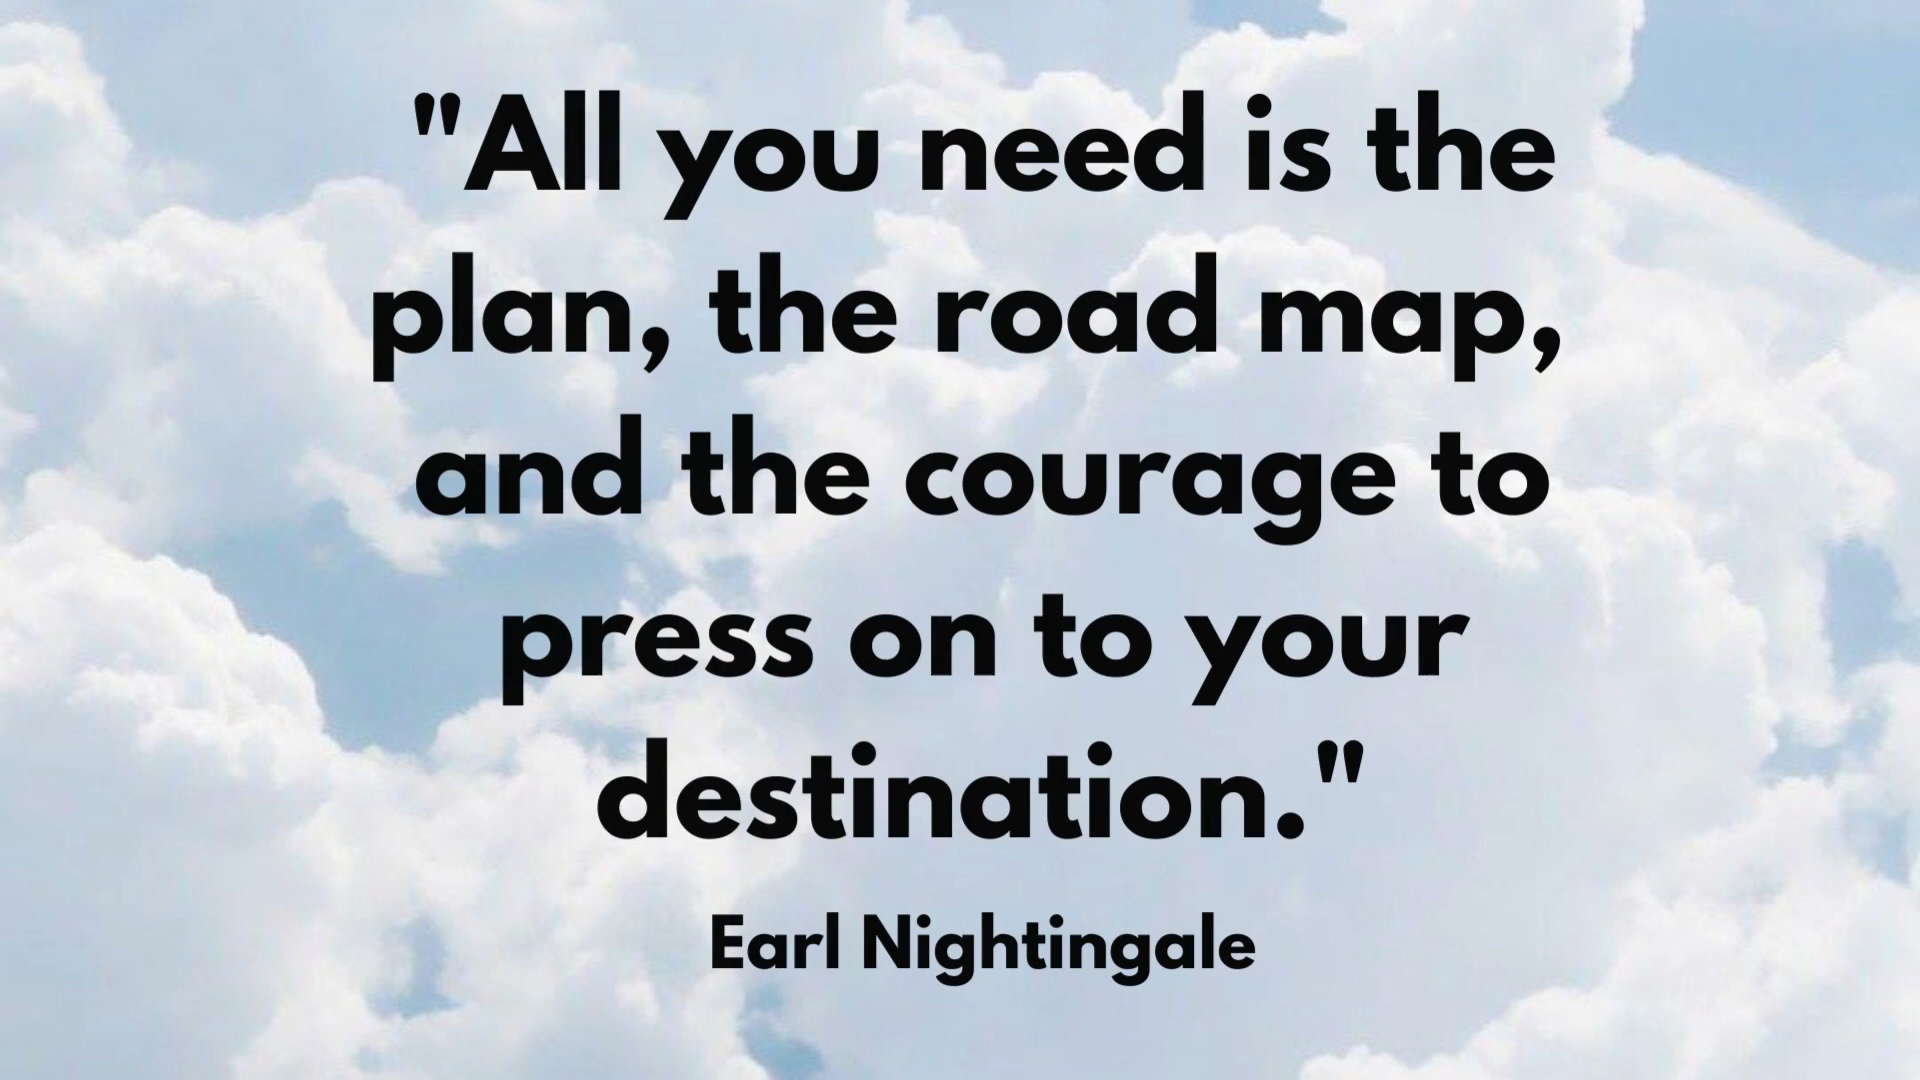 "All you need is the
plan, the road map,
and the courage to
press on to your
destination."
Earl Nightingale